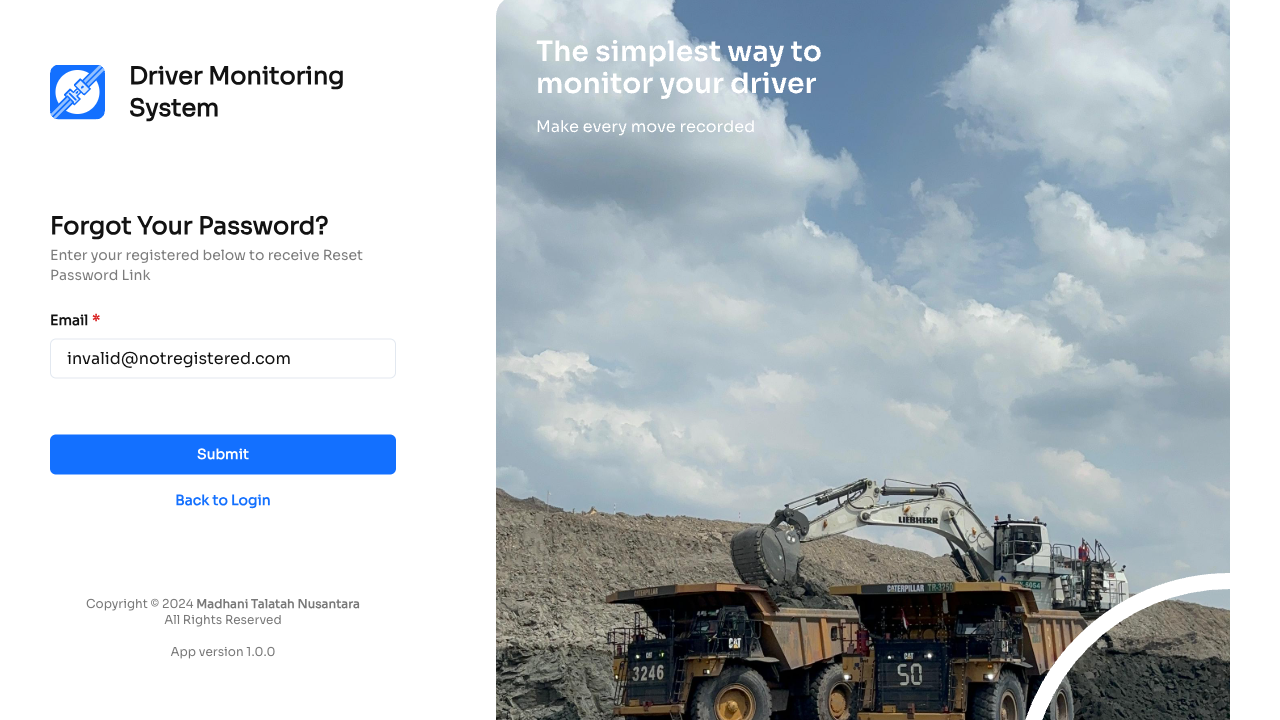 Driver Monitoring
System
Forgot Your Password?
Enter your registered below to receive Reset
Password Link
Email *
invalid@notregistered.com
Submit
Back to Login
Copyright © 2024 Madhani Talatah Nusantara
All Rights Reserved
App version 1.0.0
The simplest way to
monitor your driver
Make every move recorded
LIEBHERR
CATERPILLAR
CATERPILLAR TR-3250
CAT
CAT
3246
50